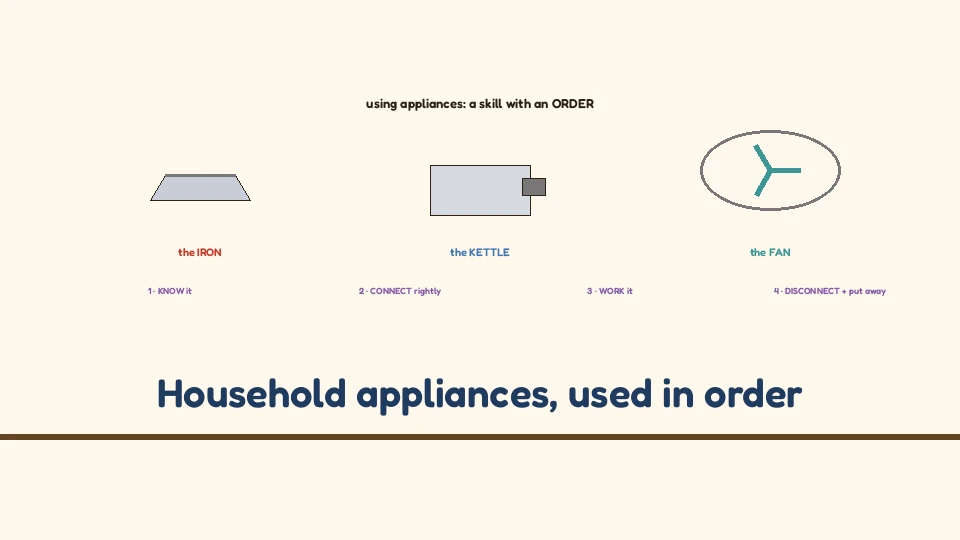 using appliances: a skill with an ORDER
the IRON
the KETTLE
the FAN
1 · KNOW it
2 · CONNECT rightly
3 · WORK it
4 · DISCONNECT + put away
Household appliances, used in order